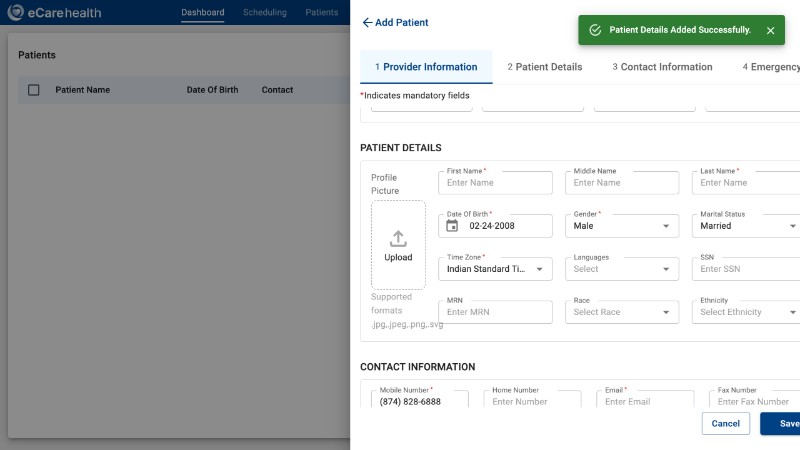 eCarehealth
Dashboard
Scheduling
Patients
Patients
Patient Name
Date Of Birth
Contact
Add Patient
Patient Details Added Successfully.
1 Provider Information
2 Patient Details
3 Contact Information
4 Emergency
*Indicates mandatory fields
PATIENT DETAILS
Profile
Picture
Upload
Supported
formats
.jpg,.jpeg,.png,.svg
First Name *
Enter Name
Middle Name
Enter Name
Last Name *
Enter Name
Date Of Birth *
02-24-2008
Gender *
Male
Marital Status
Married
Time Zone *
Indian Standard Ti...
Languages
Select
SSN
Enter SSN
MRN
Enter MRN
Race
Select Race
Ethnicity
Select Ethnicity
CONTACT INFORMATION
Mobile Number *
(874) 828-6888
Home Number
Enter Number
Email *
Enter Email
Fax Number
Enter Fax Number
Cancel
Save